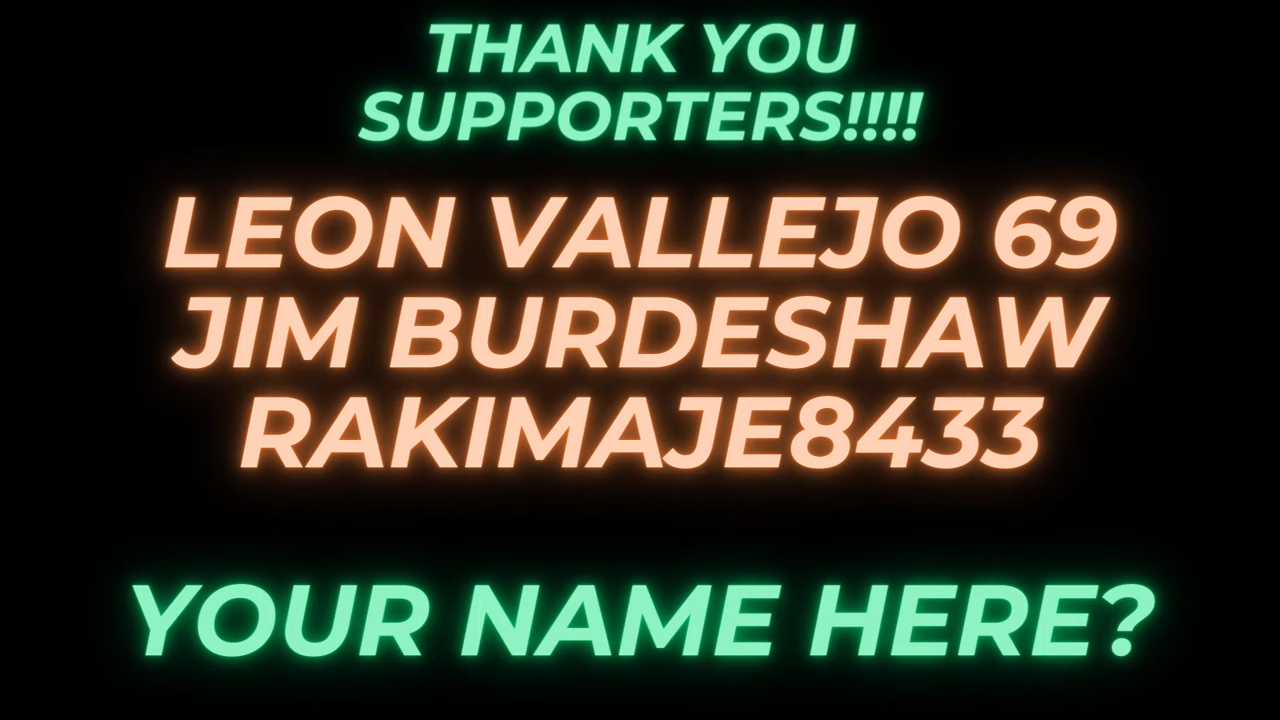 THANK YOU
SUPPORTERS!!!!
LEON VALLEJO 69
JIM BURDESHAW
RAKIMAJE8433
YOUR NAME HERE?